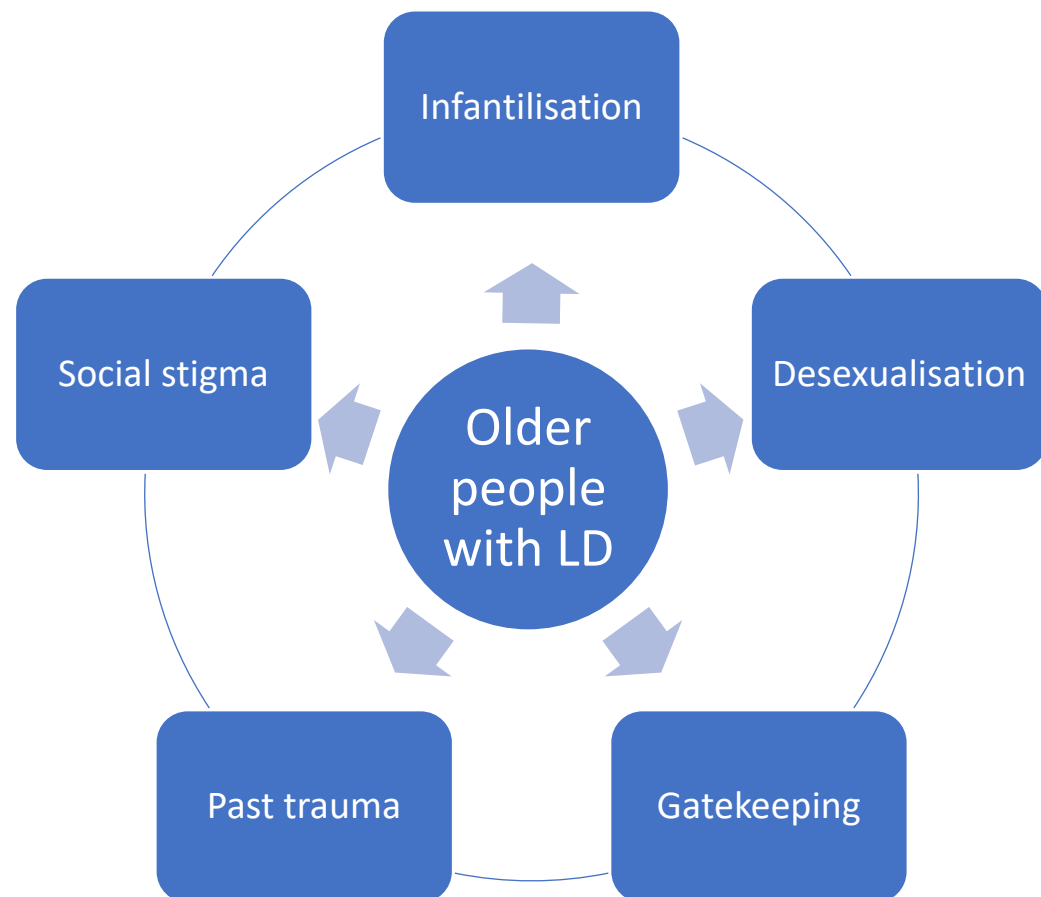 Infantilisation
Social stigma
Desexualisation
Older
people
with LD
Past trauma
Gatekeeping